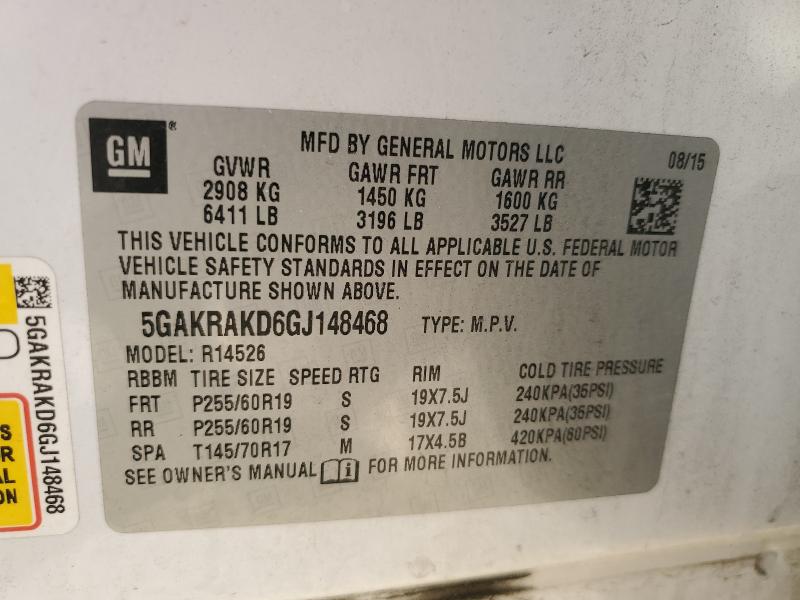 GM®
MFD BY GENERAL MOTORS LLC 08/15
GVWR GAWR FRT GAWR RR
2908 KG 1450 KG 1600 KG
6411 LB 3196 LB 3527 LB
THIS VEHICLE CONFORMS TO ALL APPLICABLE U.S. FEDERAL MOTOR
VEHICLE SAFETY STANDARDS IN EFFECT ON THE DATE OF
MANUFACTURE SHOWN ABOVE.
5GAKRAKD6GJ148468 TYPE: M.P.V.
MODEL: R14526
RBBM TIRE SIZE SPEED RTG RIM COLD TIRE PRESSURE
FRT P255/60R19 S 19X7.5J 240KPA(35PSI)
RR P255/60R19 S 19X7.5J 240KPA(35PSI)
SPA T145/70R17 M 17X4.5B 420KPA(60PSI)
SEE OWNER'S MANUAL FOR MORE INFORMATION.
5GAKRAKD6GJ148468
S
R
AL
ON